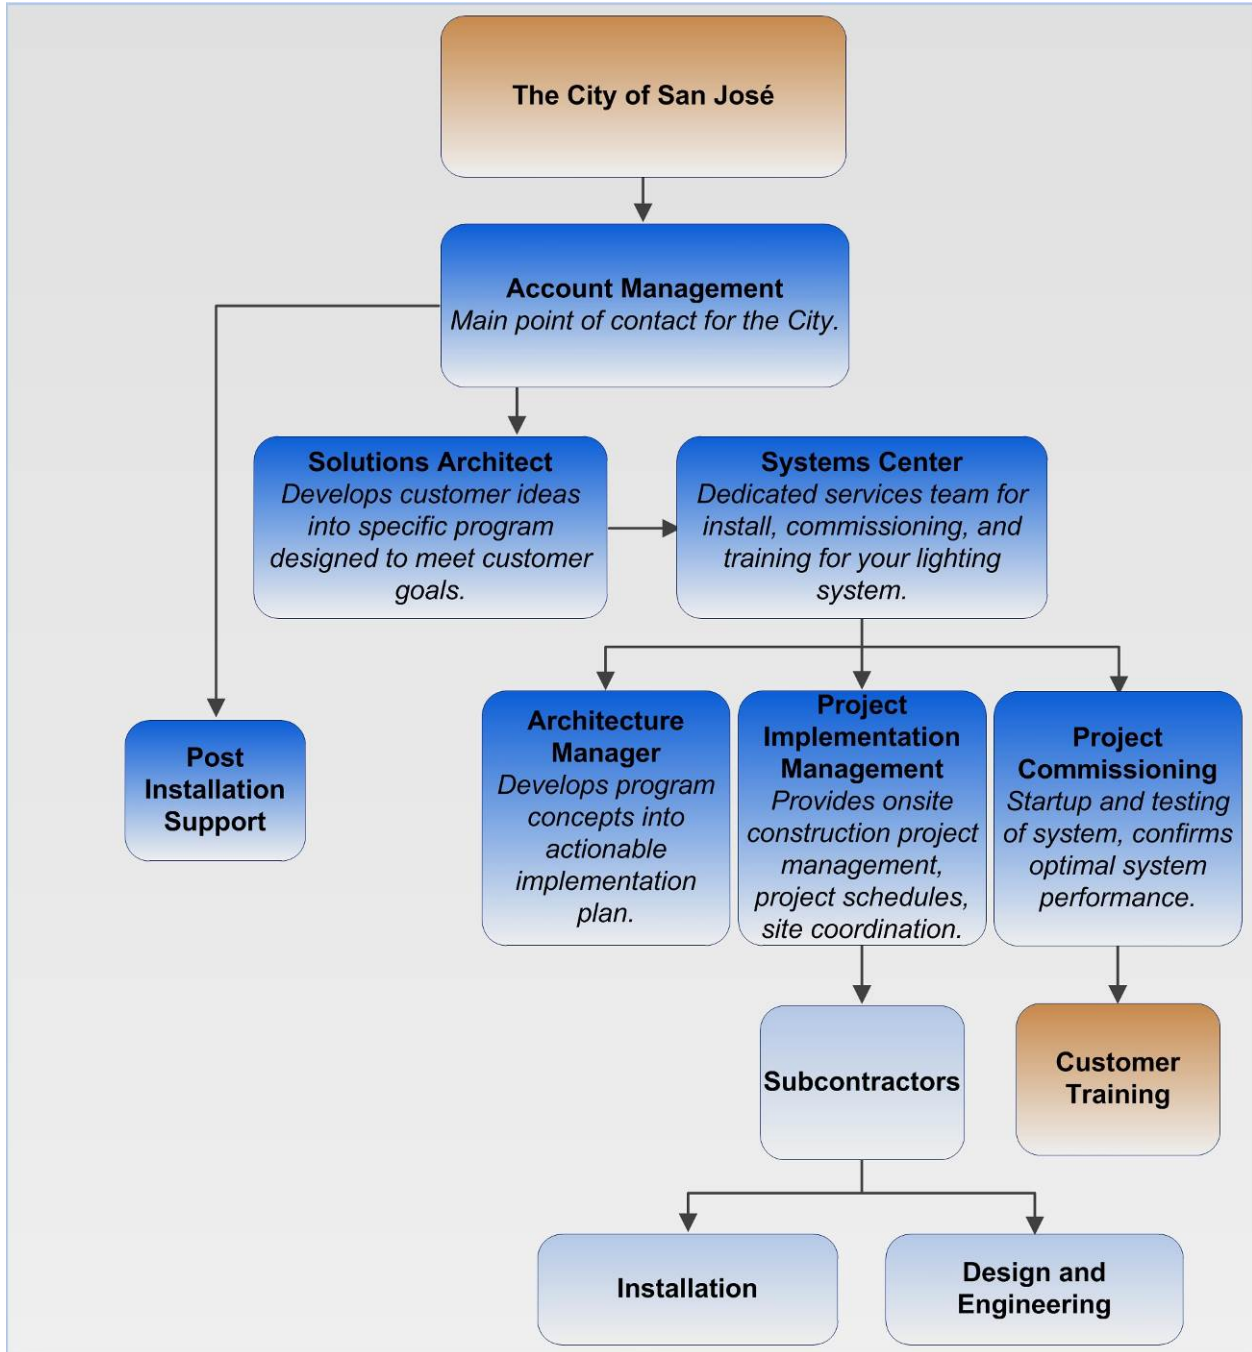 The City of San José
Account Management
Main point of contact for the City.
Solutions Architect
Develops customer ideas
into specific program
designed to meet customer
goals.
Systems Center
Dedicated services team for
install, commissioning, and
training for your lighting
system.
Post
Installation
Support
Architecture
Manager
Develops program
concepts into
actionable
implementation
plan.
Project
Implementation
Management
Provides onsite
construction project
management,
project schedules,
site coordination.
Project
Commissioning
Startup and testing
of system, confirms
optimal system
performance.
Subcontractors
Customer
Training
Installation
Design and
Engineering